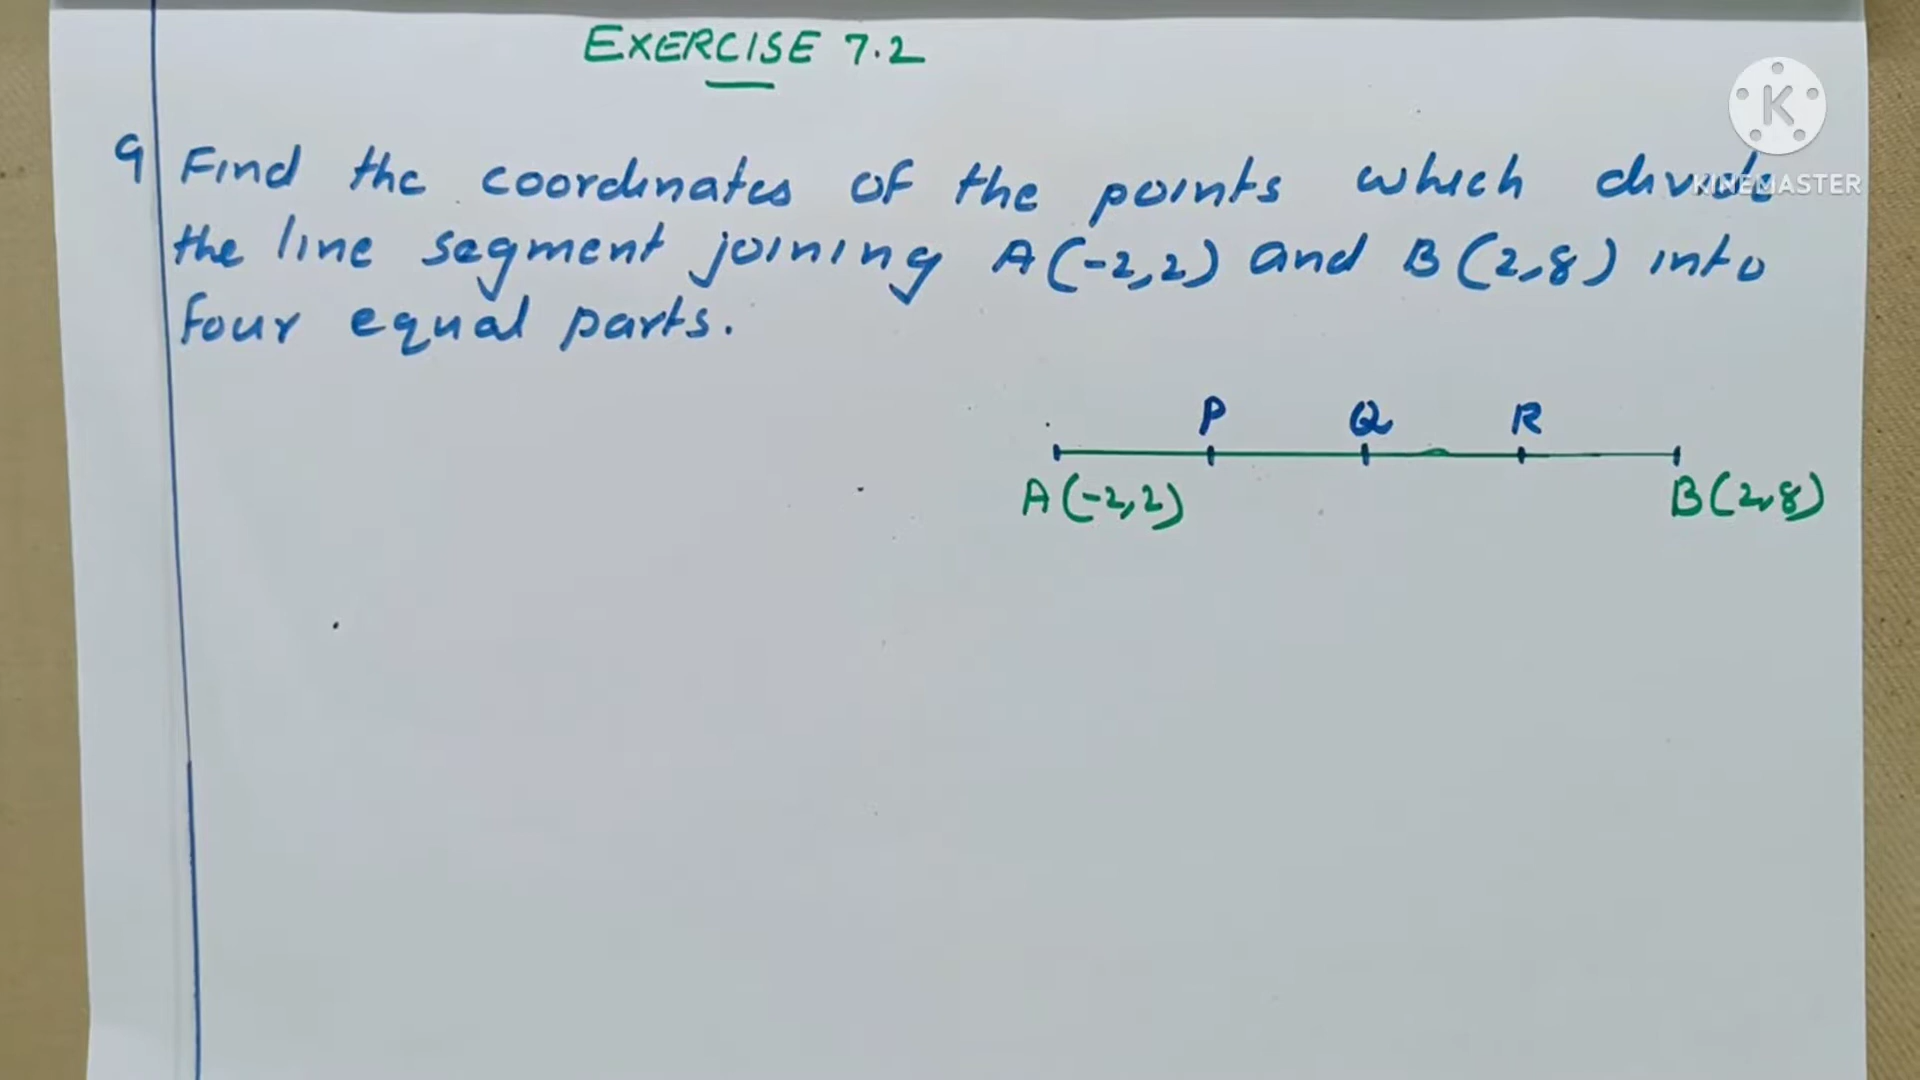 EXERCISE 7.2
9 Find the coordinates of the points which divide
the line segment joining A(-2,2) and B(2,8) into
four equal parts.
P Q R
A(-2,2) B(2,8)
K
KINEMASTER